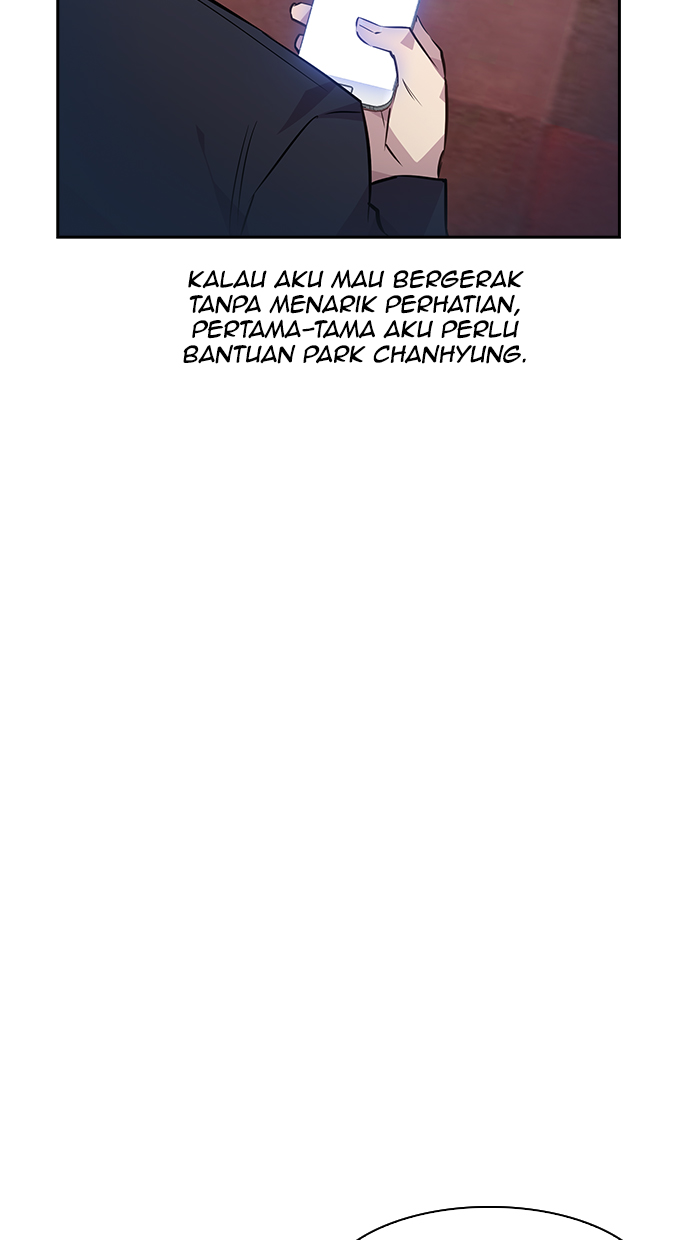 KALAU AKU MAU BERGERAK
TANPA MENARIK PERHATIAN,
PERTAMA-TAMA AKU PERLU
BANTUAN PARK CHANHYUNG.